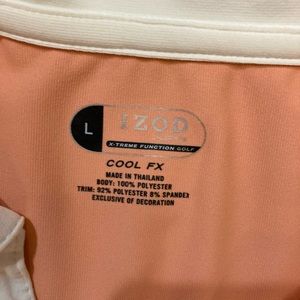 L
IZOD
X-TREME FUNCTION GOLF
COOL FX
MADE IN THAILAND
BODY: 100% POLYESTER
TRIM: 92% POLYESTER 8% SPANDEX
EXCLUSIVE OF DECORATION